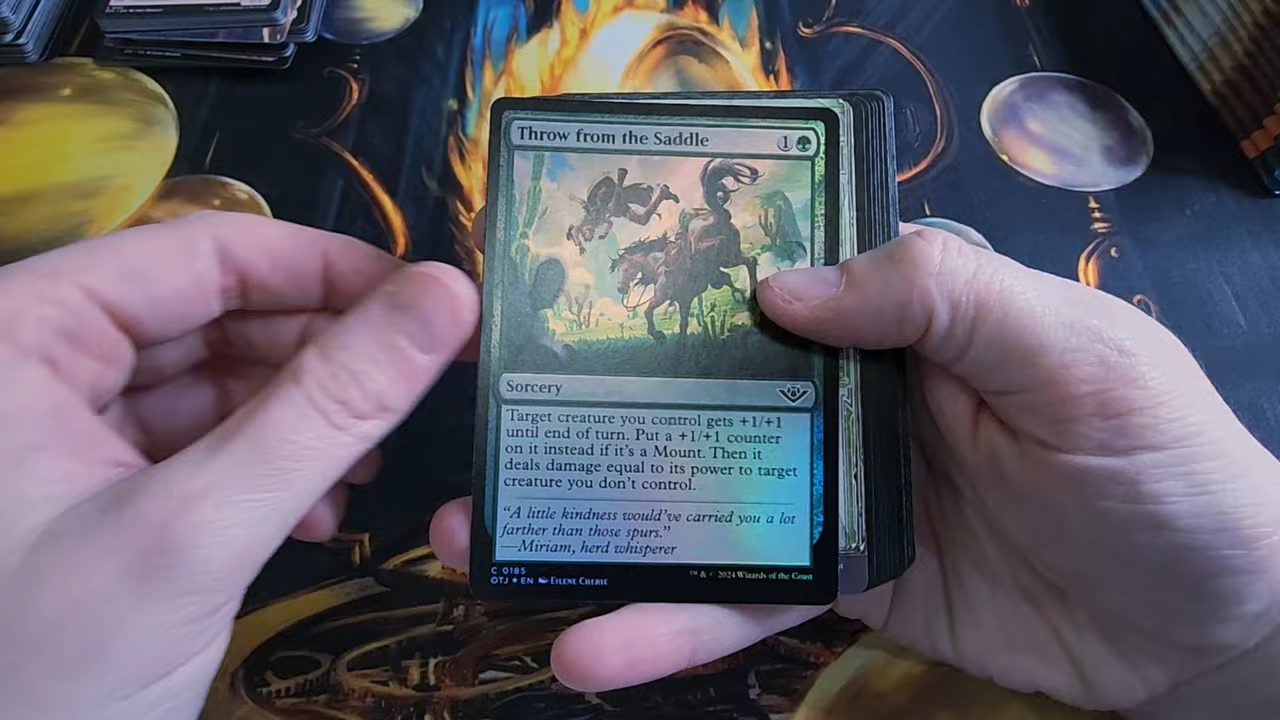 Throw from the Saddle 1
Sorcery
Target creature you control gets +1/+1
until end of turn. Put a +1/+1 counter
on it instead if it's a Mount. Then it
deals damage equal to its power to target
creature you don't control.
"A little kindness would've carried you a lot
farther than those spurs."
—Miriam, herd whisperer
C 0185
OTJ ★ EN Eilene Cherie
™ & © 2024 Wizards of the Coast